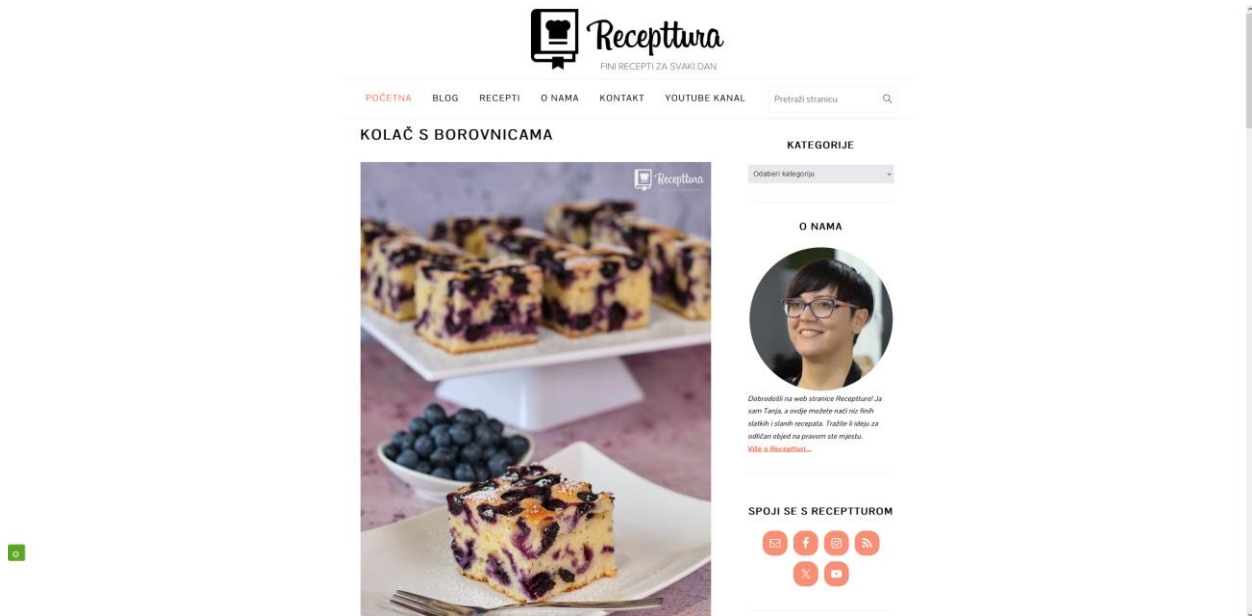 Recepttura
FINI RECEPTI ZA SVAKI DAN
POČETNA BLOG RECEPTI O NAMA KONTAKT YOUTUBE KANAL Pretraži stranicu
KOLAČ S BOROVNICAMA
Recepttura
KATEGORIJE
Odaberi kategoriju
O NAMA
Dobrodošli na web stranice Receptture! Ja
sam Tanja, a ovdje možete naći niz finih
slatkih i slanih recepata. Tražite li ideju za
odličan objed na pravom ste mjestu.
Više o Receptturi...
SPOJI SE S RECEPTTUROM